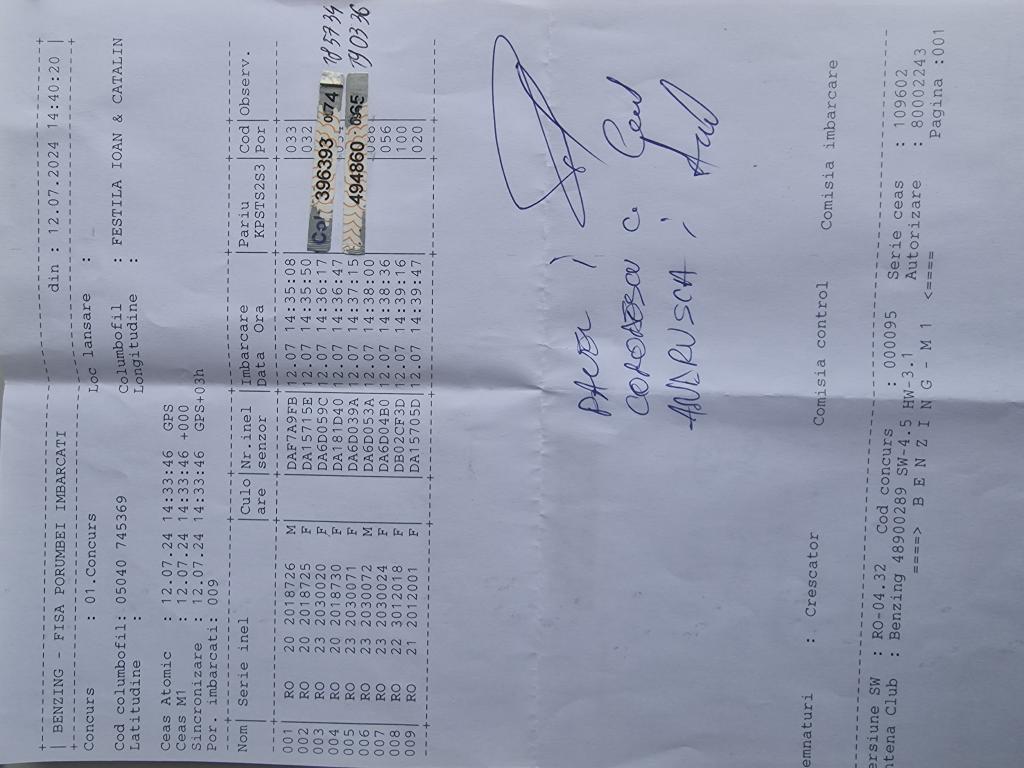 | BENZING - FISA PORUMBEI IMBARCATI din : 12.07.2024 14:40:20 |
Concurs : 01.Concurs Loc lansare :
Cod columbofil: 05040 745369 Columbofil : FESTILA IOAN & CATALIN
Latitudine : Longitudine :
Ceas Atomic : 12.07.24 14:33:46 GPS
Ceas M1 : 12.07.24 14:33:46 +000
Sincronizare : 12.07.24 14:33:46 GPS+03h
Por. imbarcati: 009
Nom| Serie inel |Culo|Nr.inel |Imbarcare |Pariu |Cod |Observ.
are |senzor |Data Ora | KPSTS2S3 |Por
001 | RO 20 2018726 M | |DAF7A9FB|12.07 14:35:08 | |033
002 | RO 20 2018725 F | |DA15715E|12.07 14:35:50 | |032
003 | RO 23 2030020 F | |DA6D059C|12.07 14:36:17
004 | RO 20 2018730 F | |DA181D40|12.07 14:36:47
005 | RO 23 2030071 F | |DA6D039A|12.07 14:37:15
006 | RO 23 2030072 M | |DA6D053A|12.07 14:38:00
007 | RO 23 2030024 F | |DA6D04B0|12.07 14:38:36 | |056
008 | RO 22 3012018 F | |DB02CF3D|12.07 14:39:16 | |100
009 | RO 21 2012001 F | |DA15705D|12.07 14:39:47 | |020
396393 0174 195734
494860 190336
PAVEL I
C.
emnaturi : Crescator Comisia control Comisia imbarcare
ersiune SW : RO-04.32 Cod concurs : 000095 Serie ceas : 109602
ntena Club : Benzing 48900289 SW-4.5 HW-3.1 Autorizare : 80002243
====> B E N Z I N G - M 1 <==== Pagina :001